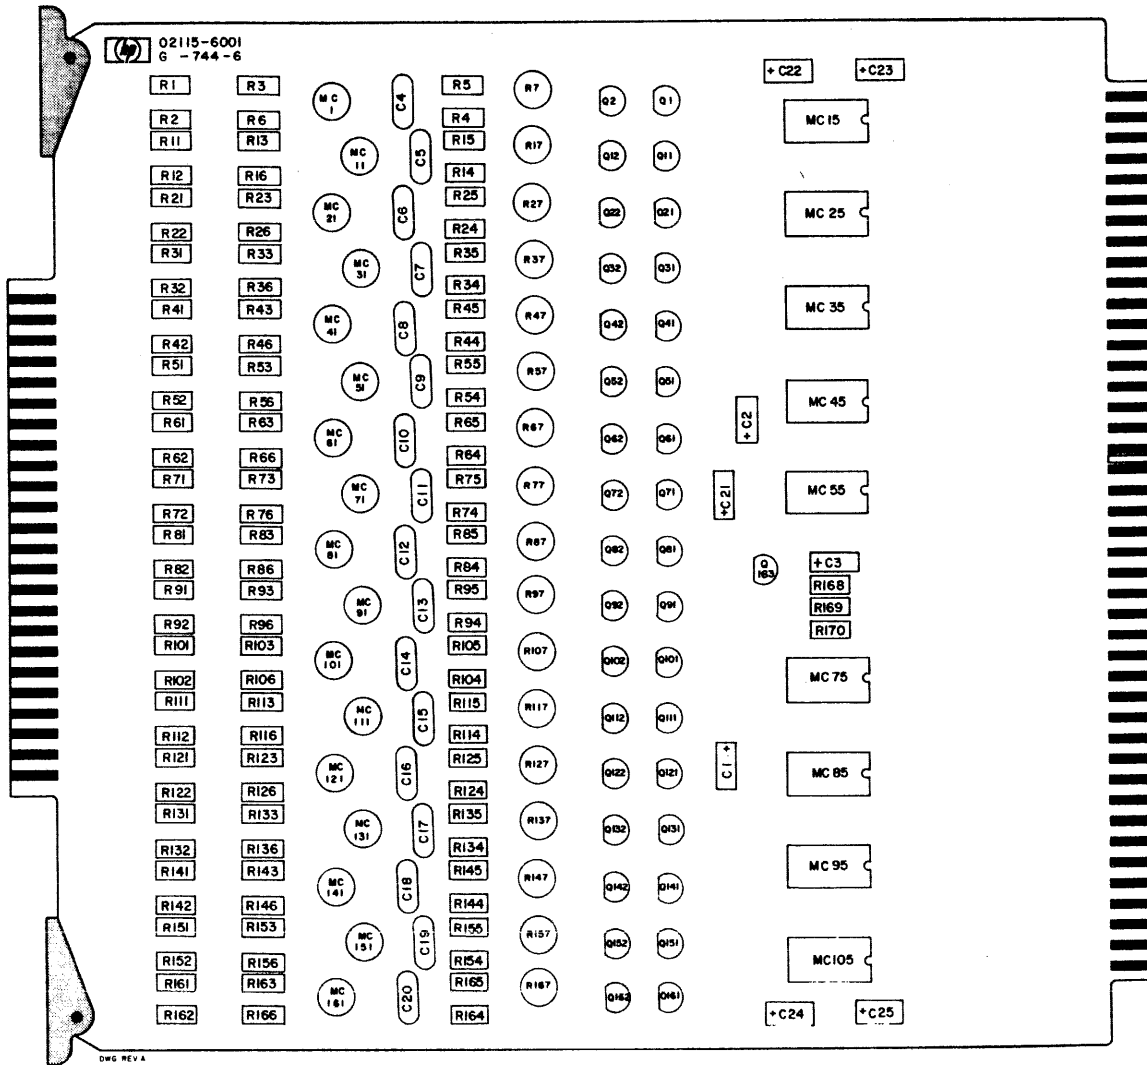 hp 02115-6001
G -744-6
+C22 +C23
R1 R3 MC 1 C4 R5 R7 Q2 Q1 MC15
R2 R6 R4
R11 R13 MC 11 C5 R15 R17 Q12 Q11
R12 R16 R14
R21 R23 MC 21 C6 R25 R27 Q22 Q21 MC 25
R22 R26 R24
R31 R33 MC 31 C7 R35 R37 Q32 Q31
R32 R36 R34
R41 R43 MC 41 C8 R45 R47 Q42 Q41 MC 35
R42 R46 R44
R51 R53 MC 51 C9 R55 R57 Q52 Q51
R52 R56 R54
R61 R63 MC 61 C10 R65 R67 Q62 Q61 +C2 MC 45
R62 R66 R64
R71 R73 MC 71 C11 R75 R77 Q72 Q71 +C21 MC 55
R72 R76 R74
R81 R83 MC 81 C12 R85 R87 Q82 Q81
R82 R86 R84 Q 163 +C3
R91 R93 MC 91 C13 R95 R97 Q92 Q91 R168
R169
R92 R96 R94 R170
R101 R103 MC 101 C14 R105 R107 Q102 Q101
R102 R106 R104 MC 75
R111 R113 MC 111 C15 R115 R117 Q112 Q111
R112 R116 R114
R121 R123 MC 121 C16 R125 R127 Q122 Q121 C1 + MC 85
R122 R126 R124
R131 R133 MC 131 C17 R135 R137 Q132 Q131
R132 R136 R134
R141 R143 MC 141 C18 R145 R147 Q142 Q141 MC 95
R142 R146 R144
R151 R153 MC 151 C19 R155 R157 Q152 Q151
R152 R156 R154 MC105
R161 R163 MC 161 C20 R165 R167 Q162 Q161
R162 R166 R164 +C24 +C25
DWG REV A